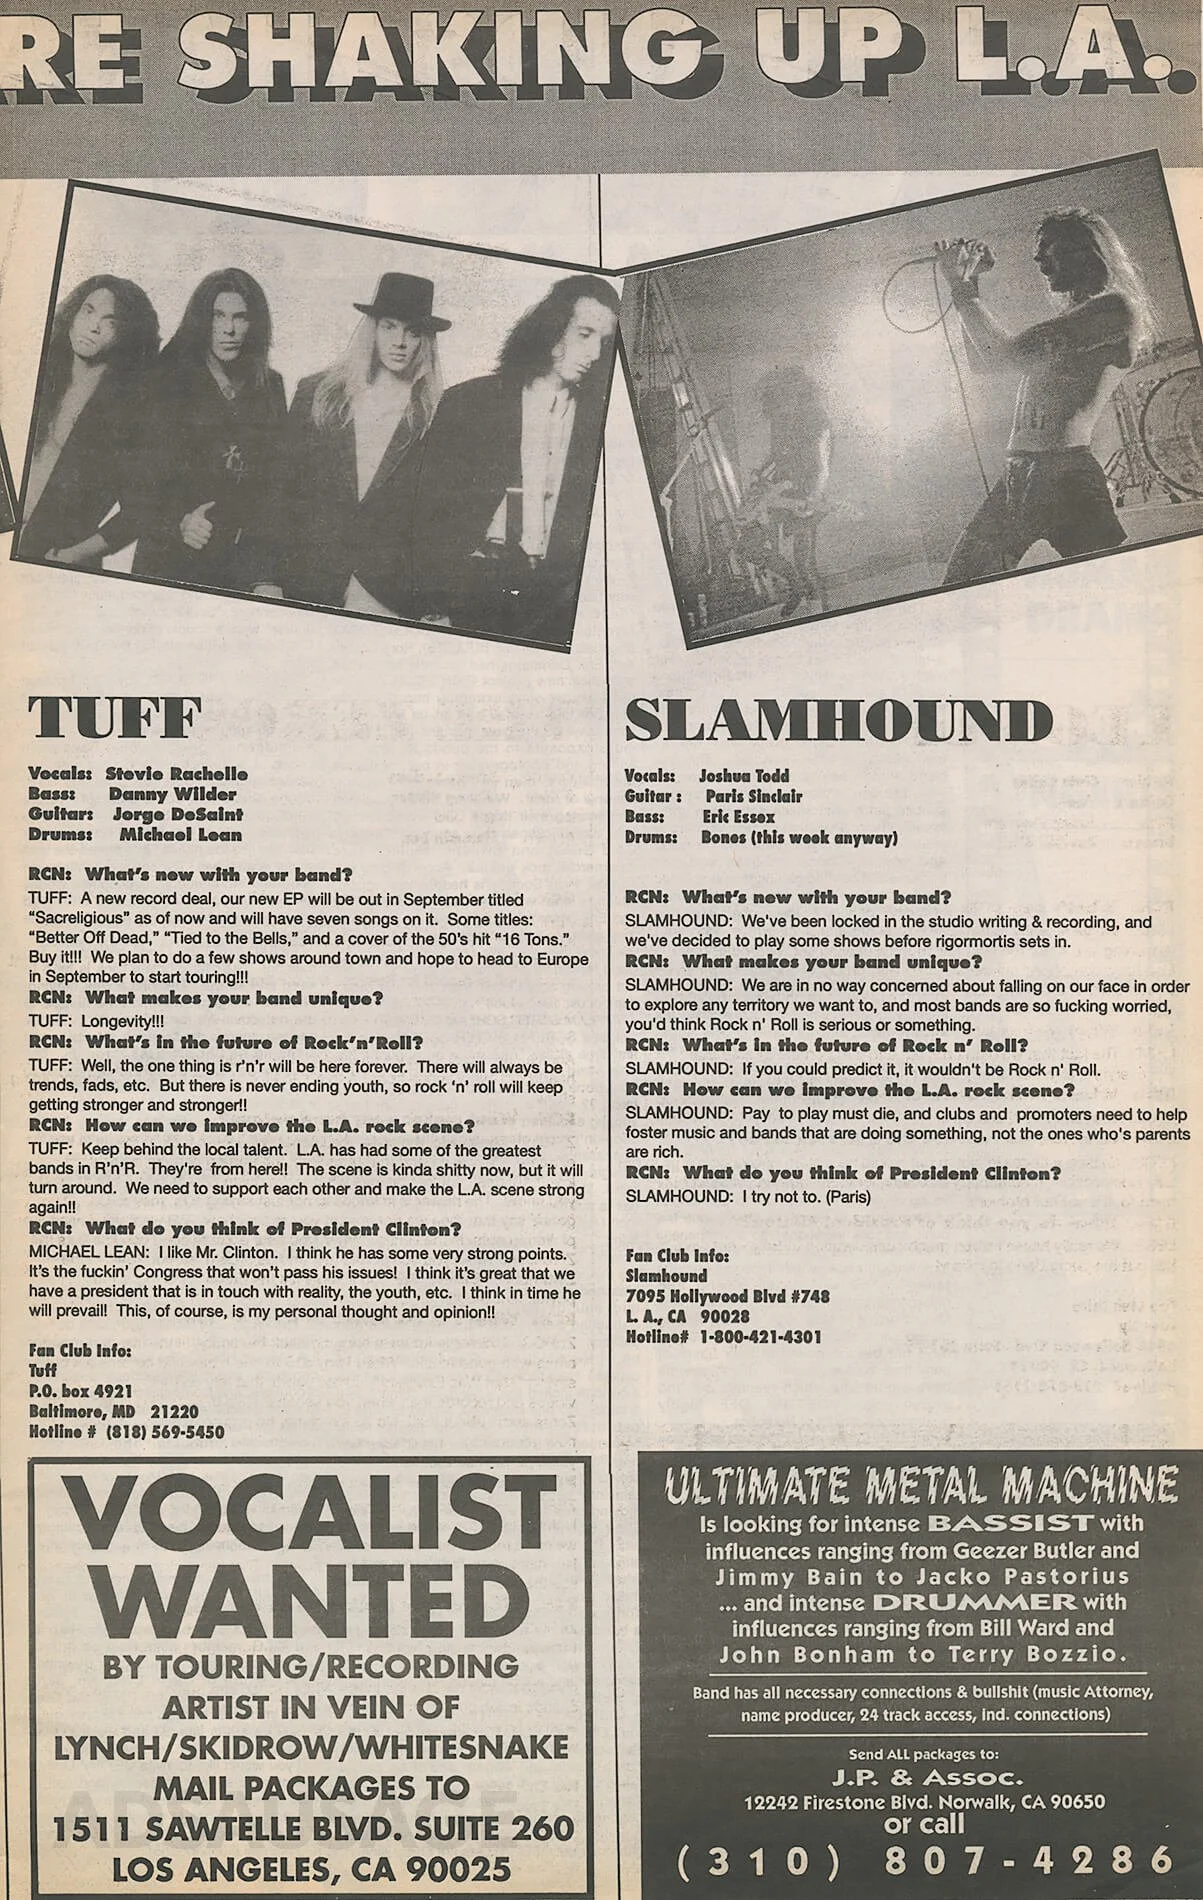 RE SHAKING UP L.A.
TUFF
Vocals: Stevie Rachelle
Bass: Danny Wilder
Guitar: Jorge DeSaint
Drums: Michael Lean
RCN: What's new with your band?
TUFF: A new record deal, our new EP will be out in September titled
“Sacreligious” as of now and will have seven songs on it. Some titles:
“Better Off Dead,” “Tied to the Bells,” and a cover of the 50's hit “16 Tons.”
Buy it!!! We plan to do a few shows around town and hope to head to Europe
in September to start touring!!!
RCN: What makes your band unique?
TUFF: Longevity!!!
RCN: What's in the future of Rock'n'Roll?
TUFF: Well, the one thing is r'n'r will be here forever. There will always be
trends, fads, etc. But there is never ending youth, so rock 'n' roll will keep
getting stronger and stronger!!
RCN: How can we improve the L.A. rock scene?
TUFF: Keep behind the local talent. L.A. has had some of the greatest
bands in R'n'R. They're from here!! The scene is kinda shitty now, but it will
turn around. We need to support each other and make the L.A. scene strong
again!!
RCN: What do you think of President Clinton?
MICHAEL LEAN: I like Mr. Clinton. I think he has some very strong points.
It's the fuckin' Congress that won't pass his issues! I think it's great that we
have a president that is in touch with reality, the youth, etc. I think in time he
will prevail! This, of course, is my personal thought and opinion!!
Fan Club Info:
Tuff
P.O. box 4921
Baltimore, MD 21220
Hotline # (818) 569-5450
SLAMHOUND
Vocals: Joshua Todd
Guitar : Paris Sinclair
Bass: Eric Essex
Drums: Bones (this week anyway)
RCN: What's new with your band?
SLAMHOUND: We've been locked in the studio writing & recording, and
we've decided to play some shows before rigormortis sets in.
RCN: What makes your band unique?
SLAMHOUND: We are in no way concerned about falling on our face in order
to explore any territory we want to, and most bands are so fucking worried,
you'd think Rock n' Roll is serious or something.
RCN: What's in the future of Rock n' Roll?
SLAMHOUND: If you could predict it, it wouldn't be Rock n' Roll.
RCN: How can we improve the L.A. rock scene?
SLAMHOUND: Pay to play must die, and clubs and promoters need to help
foster music and bands that are doing something, not the ones who's parents
are rich.
RCN: What do you think of President Clinton?
SLAMHOUND: I try not to. (Paris)
Fan Club Info:
Slamhound
7095 Hollywood Blvd #748
L. A., CA 90028
Hotline# 1-800-421-4301
VOCALIST
WANTED
BY TOURING/RECORDING
ARTIST IN VEIN OF
LYNCH/SKIDROW/WHITESNAKE
MAIL PACKAGES TO
1511 SAWTELLE BLVD. SUITE 260
LOS ANGELES, CA 90025
ULTIMATE METAL MACHINE
Is looking for intense BASSIST with
influences ranging from Geezer Butler and
Jimmy Bain to Jacko Pastorius
... and intense DRUMMER with
influences ranging from Bill Ward and
John Bonham to Terry Bozzio.
Band has all necessary connections & bullshit (music Attorney,
name producer, 24 track access, ind. connections)
Send ALL packages to:
J.P. & Assoc.
12242 Firestone Blvd. Norwalk, CA 90650
or call
(310) 807-4286